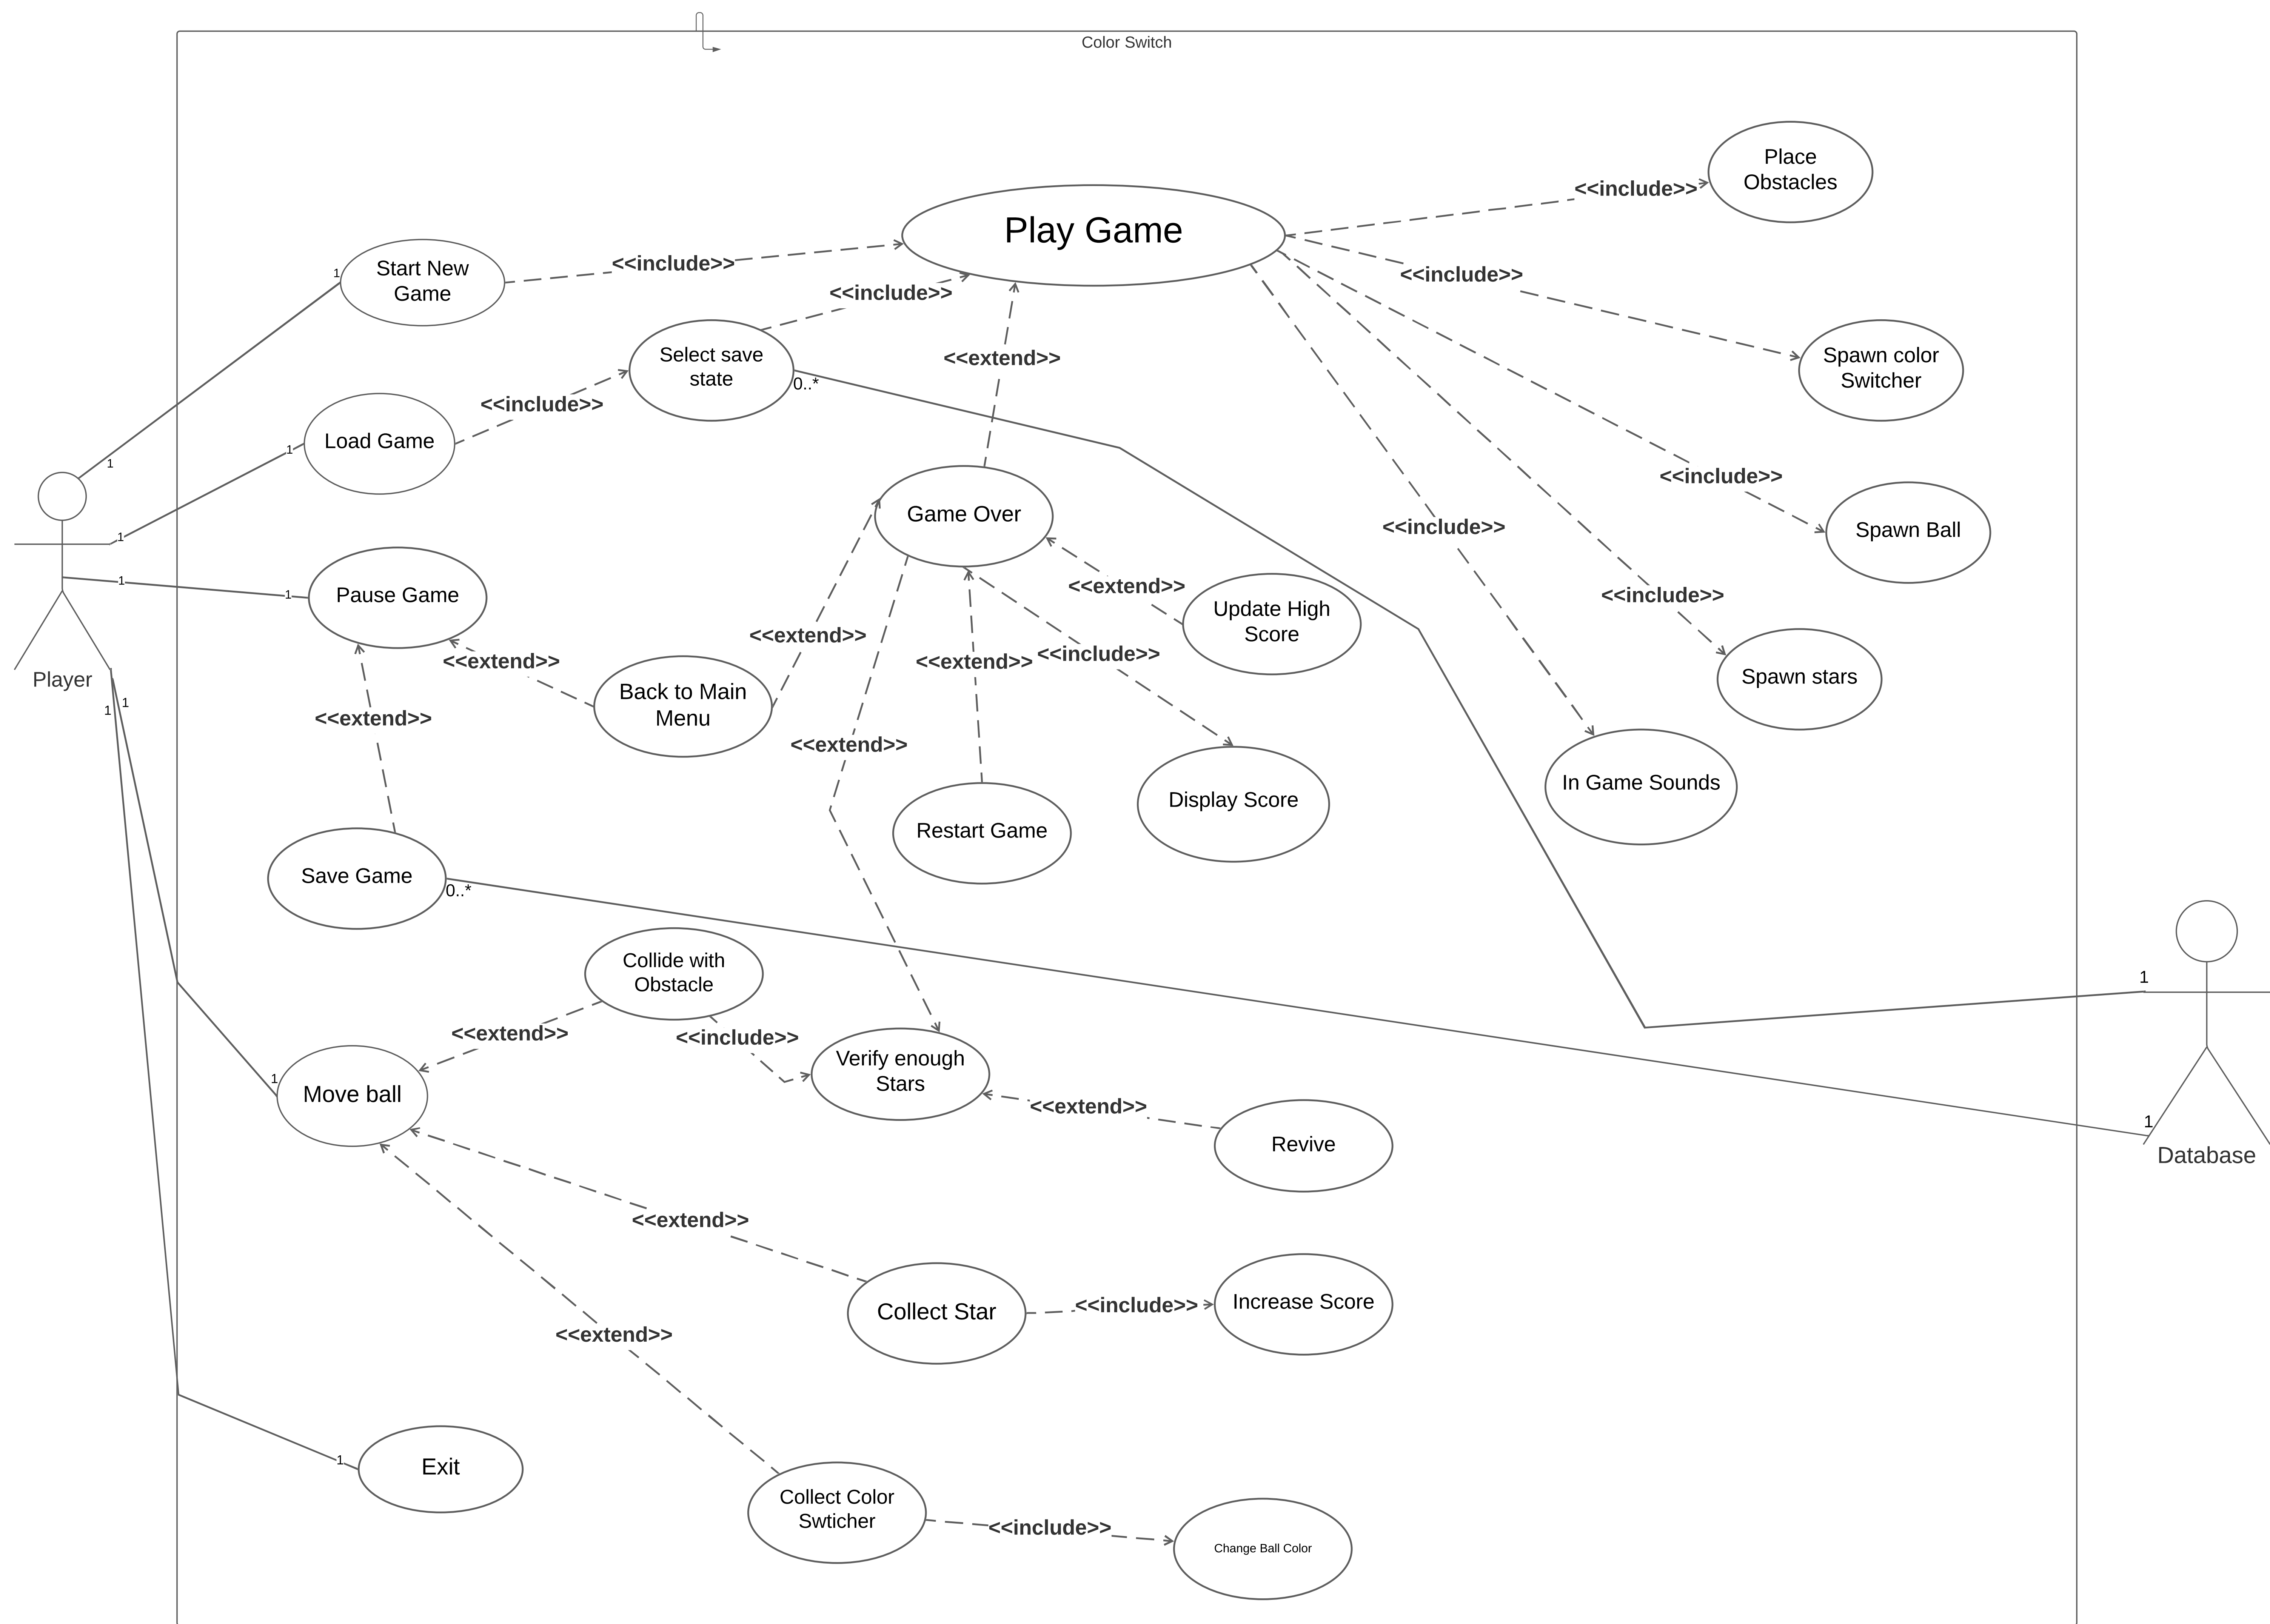 Color Switch
Place
Obstacles
<<include>>
Play Game
Start New
Game
1
<<include>>
<<include>>
<<include>>
Select save
state
0..*
<<extend>>
Spawn color
Switcher
<<include>>
Load Game
1
1
<<include>>
Spawn Ball
Game Over
<<include>>
1
Pause Game
1
1
<<extend>>
Update High
Score
<<include>>
<<extend>>
<<extend>>
<<extend>>
<<include>>
Player
Back to Main
Menu
Spawn stars
1
1
<<extend>>
<<extend>>
In Game Sounds
Display Score
Restart Game
Save Game
0..*
Collide with
Obstacle
1
<<extend>>
<<include>>
Verify enough
Stars
1
Move ball
<<extend>>
1
Revive
Database
<<extend>>
Collect Star
<<include>>
Increase Score
<<extend>>
1
Exit
Collect Color
Swticher
<<include>>
Change Ball Color